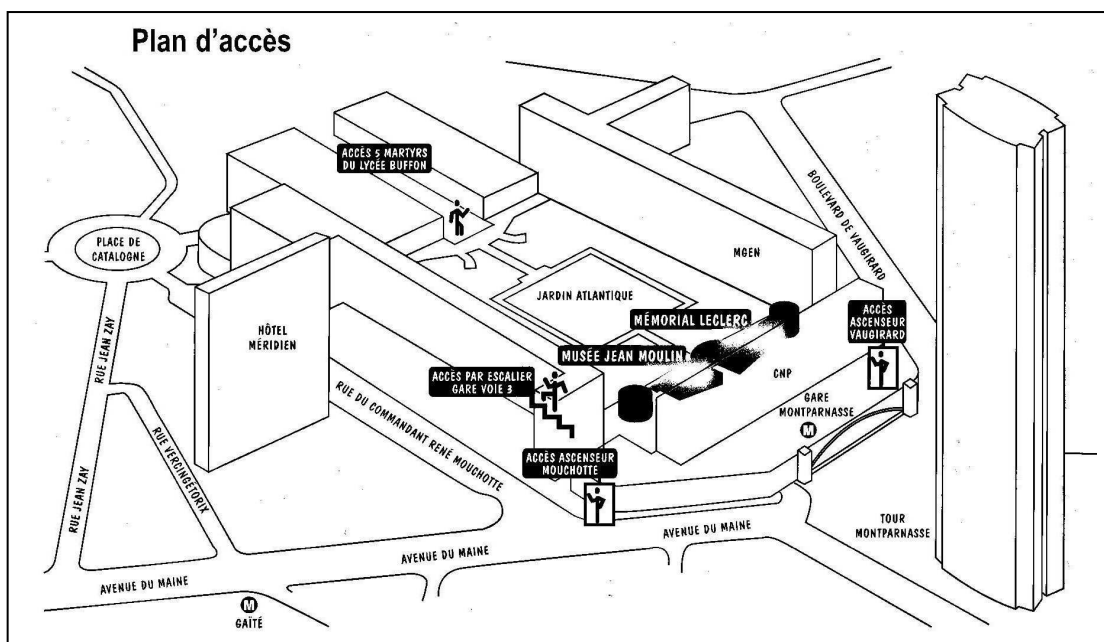 Plan d'accès
ACCÈS 5 MARTYRS
DU LYCÉE BUFFON
PLACE DE
CATALOGNE
BOULEVARD DE VAUGIRARD
MGEN
JARDIN ATLANTIQUE
MÉMORIAL LECLERC
ACCÈS
ASCENSEUR
VAUGIRARD
HÔTEL
MÉRIDIEN
MUSÉE JEAN MOULIN
CNP
ACCÈS PAR ESCALIER
GARE VOIE 3
RUE JEAN ZAY
RUE DU COMMANDANT RENÉ MOUCHOTTE
GARE
MONTPARNASSE
M
ACCÈS ASCENSEUR
MOUCHOTTE
RUE VERCINGÉTORIX
RUE JEAN ZAY
TOUR
MONTPARNASSE
AVENUE DU MAINE
AVENUE DU MAINE
AVENUE DU MAINE
M
GAÎTÉ